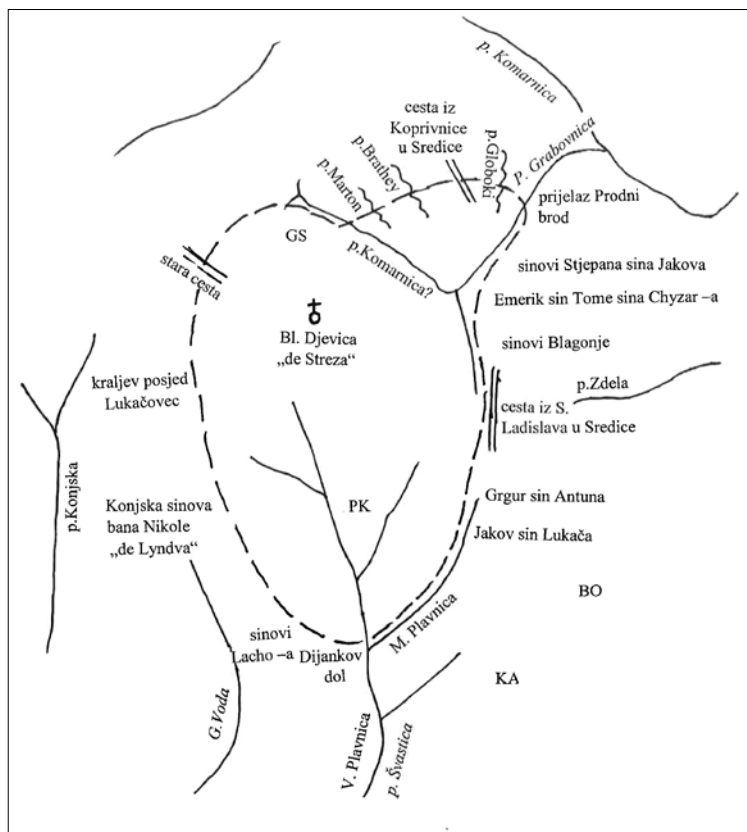 p. Komarnica
cesta iz
Koprivnice
u Sredice
p.Globoki
P. Grabovnica
p.Brathey
p.Marton
prijelaz Prodni
brod
GS
p.Komarnica?
stara cesta
sinovi Stjepana sina Jakova
Emerik sin Tome sina Chyzar –a
Bl. Djevica
„de Streza“
sinovi Blagonje
kraljev posjed
Lukačovec
p.Zdela
cesta iz S.
Ladislava u Sredice
p.Konjska
Konjska sinova
bana Nikole
„de Lyndva“
PK
Grgur sin Antuna
Jakov sin Lukača
BO
M. Plavnica
sinovi
Lacho –a
Dijankov
dol
KA
G.Voda
V. Plavnica
p. Švastica